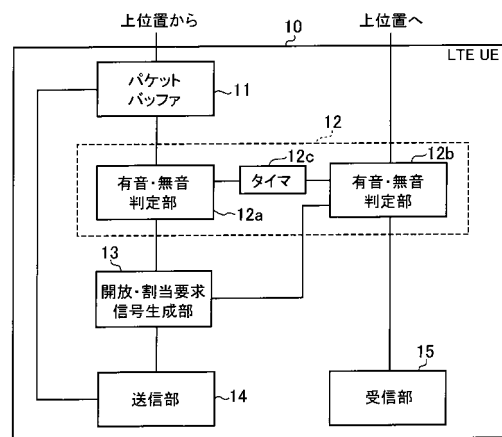 上位置から
10
上位置へ
LTE UE
パケット
バッファ
11
12
12c
12b
有音・無音
判定部
タイマ
有音・無音
判定部
12a
13
開放・割当要求
信号生成部
15
送信部
14
受信部